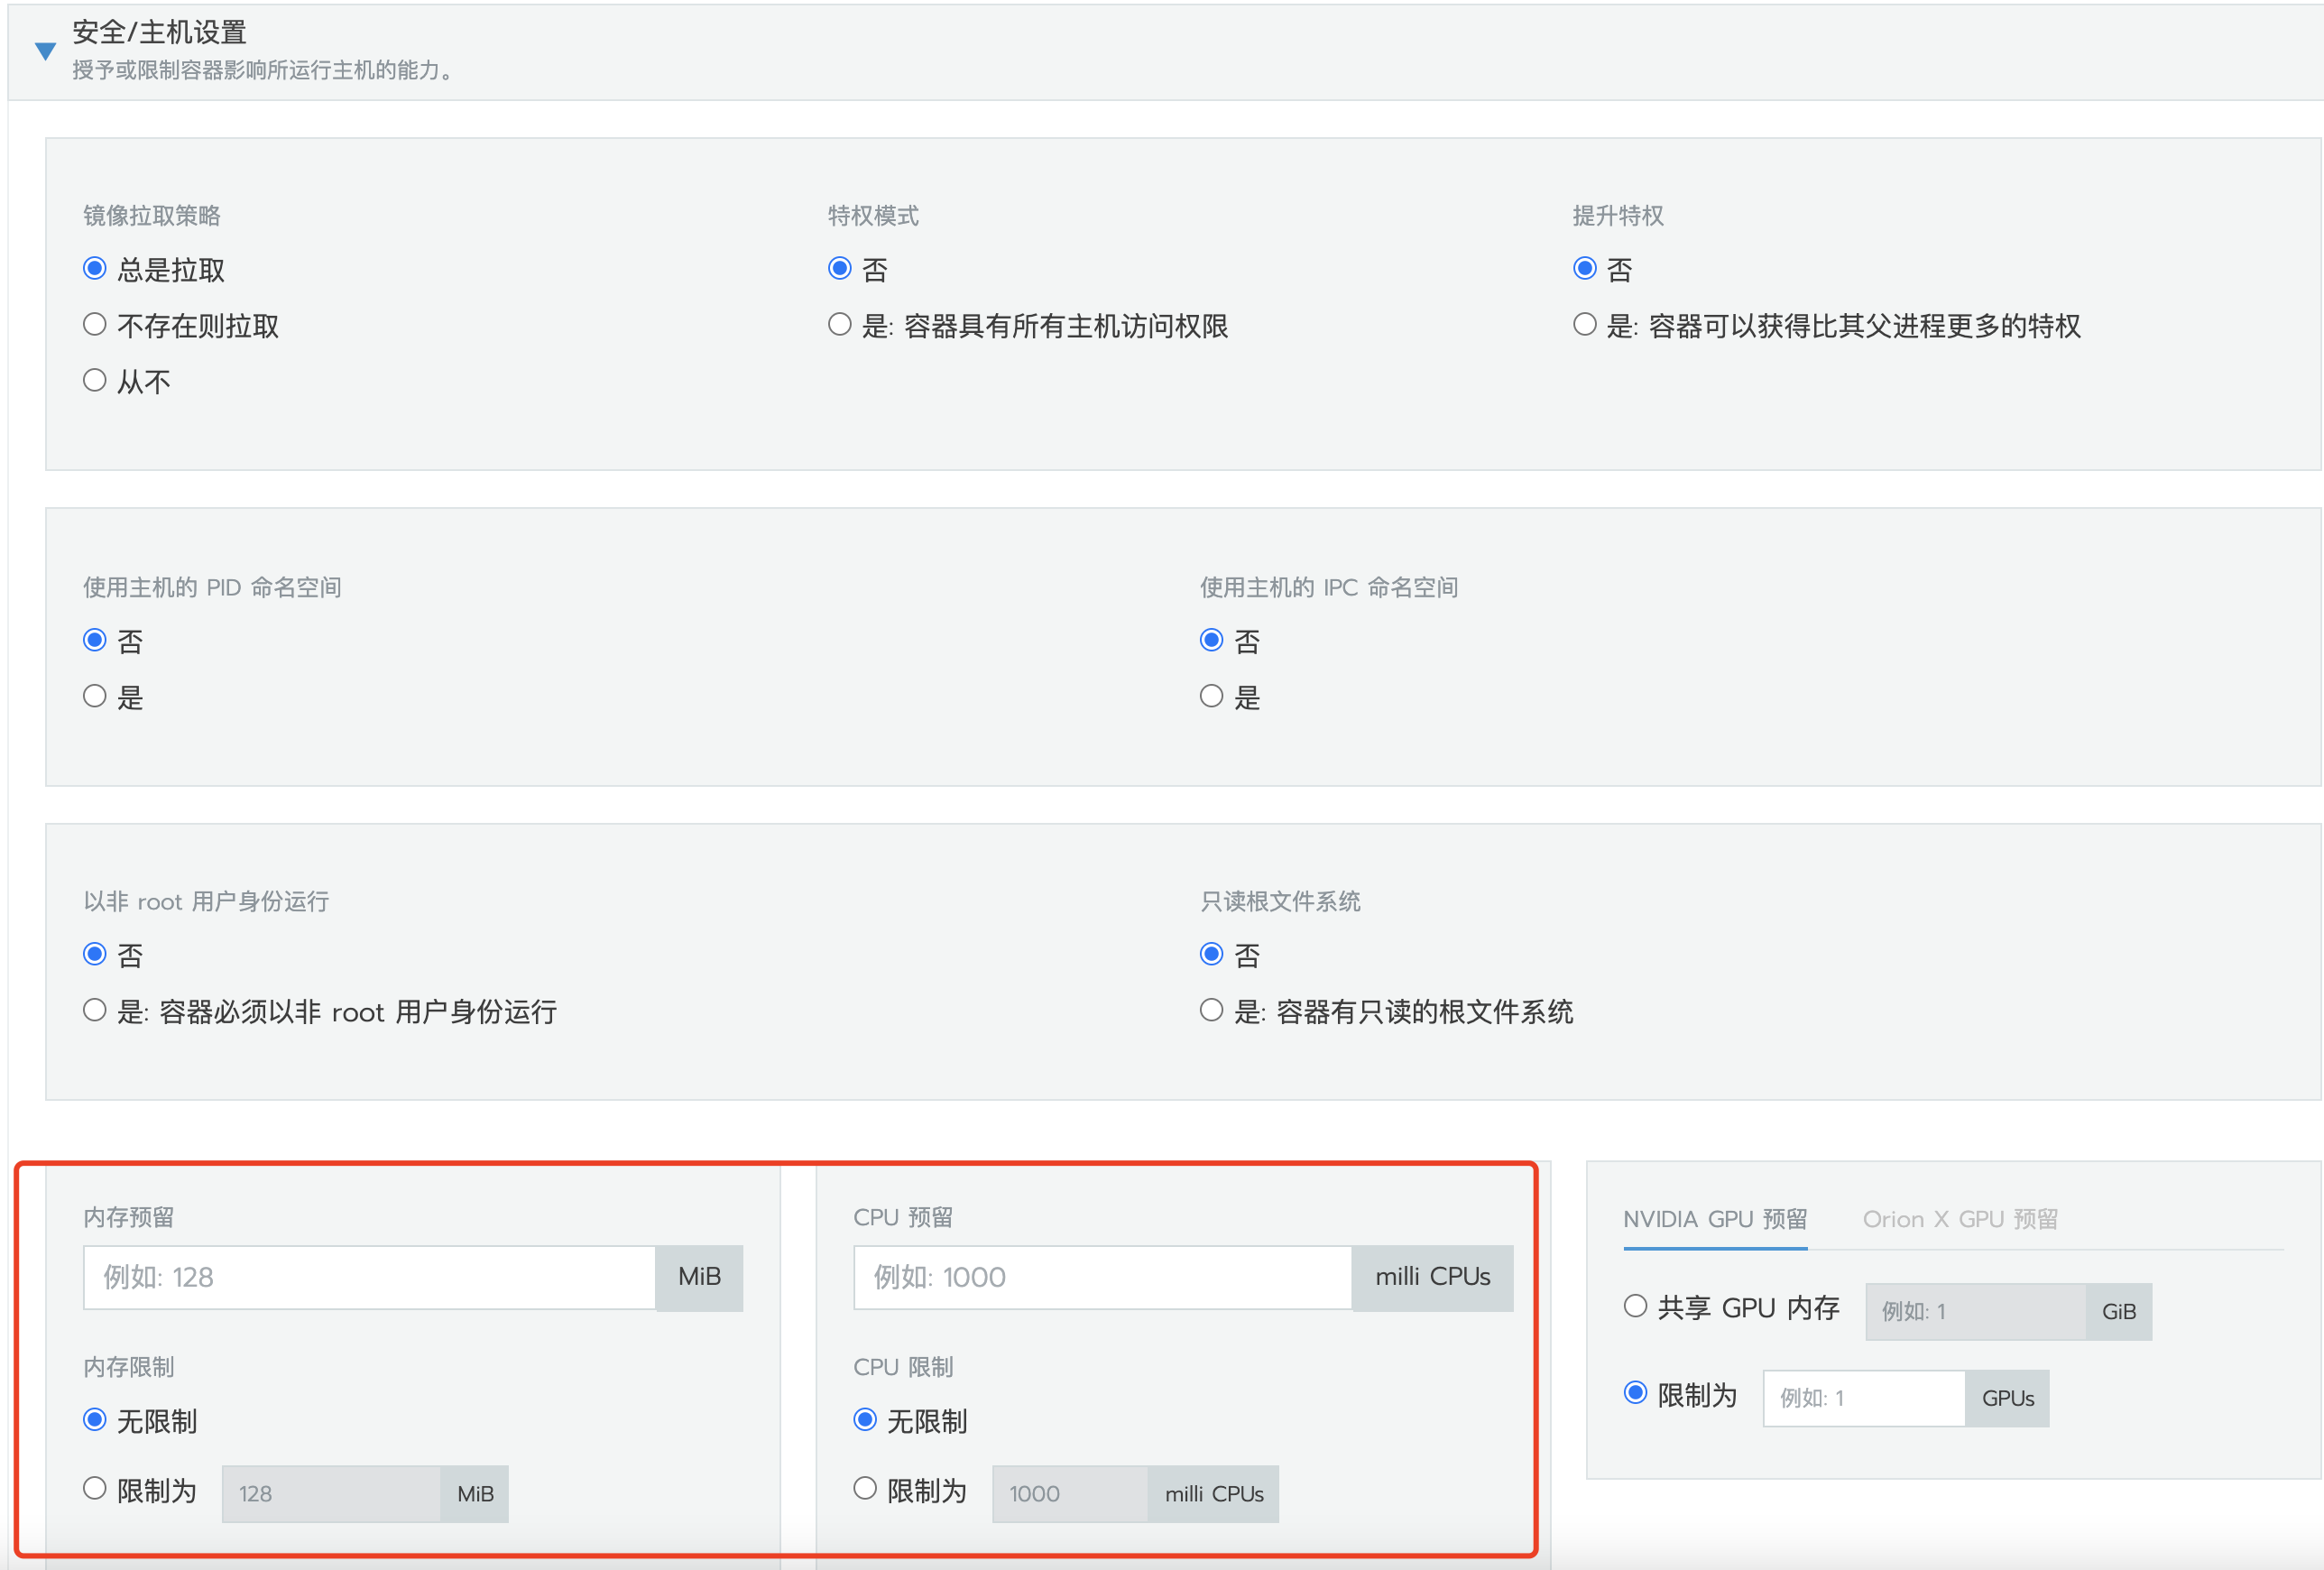 安全/主机设置
授予或限制容器影响所运行主机的能力。
镜像拉取策略
总是拉取
不存在则拉取
从不
特权模式
否
是: 容器具有所有主机访问权限
提升特权
否
是: 容器可以获得比其父进程更多的特权
使用主机的 PID 命名空间
否
是
使用主机的 IPC 命名空间
否
是
以非 root 用户身份运行
否
是: 容器必须以非 root 用户身份运行
只读根文件系统
否
是: 容器有只读的根文件系统
内存预留
例如: 128 MiB
内存限制
无限制
限制为 128 MiB
CPU 预留
例如: 1000 milli CPUs
CPU 限制
无限制
限制为 1000 milli CPUs
NVIDIA GPU 预留 Orion X GPU 预留
共享 GPU 内存 例如: 1 GiB
限制为 例如: 1 GPUs